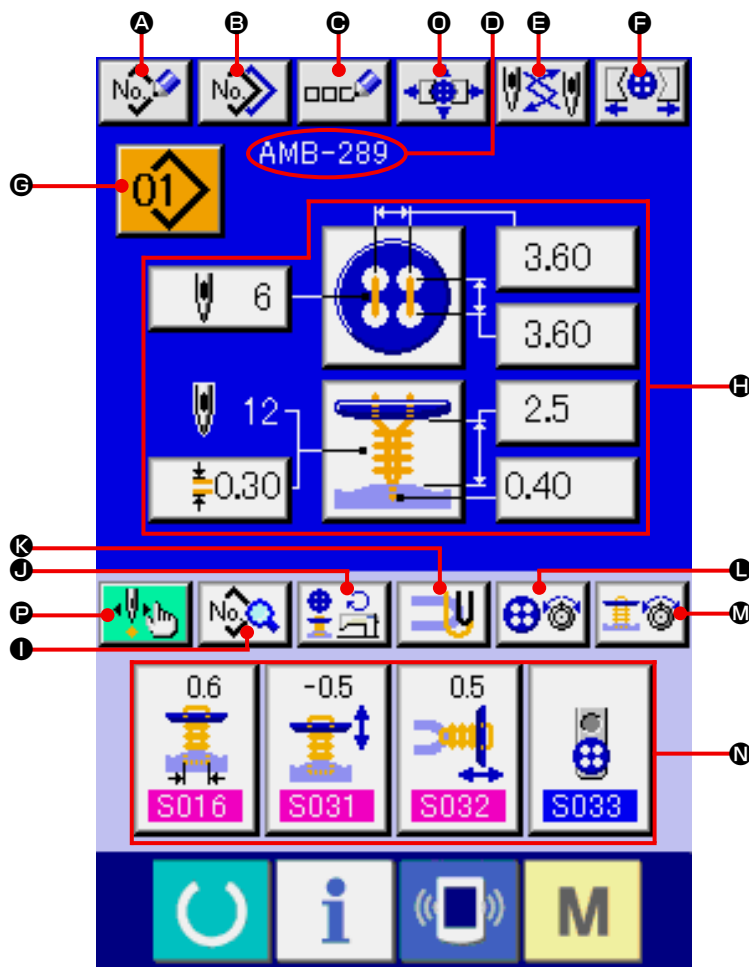 A B C O D E F
No. No.
AMB-289
G 01
3.60
6
3.60
H
12 2.5
0.30 0.40
K
J L
P No. M
I
0.6 -0.5 0.5
N
S016 S031 S032 S033
i M